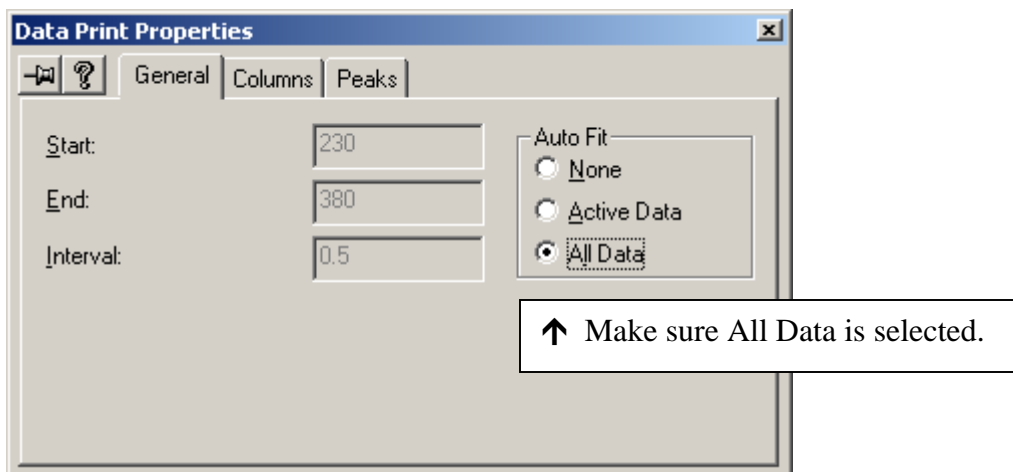 Data Print Properties
General Columns Peaks
Start: 230
End: 380
Interval: 0.5
Auto Fit
None
Active Data
All Data
↑ Make sure All Data is selected.